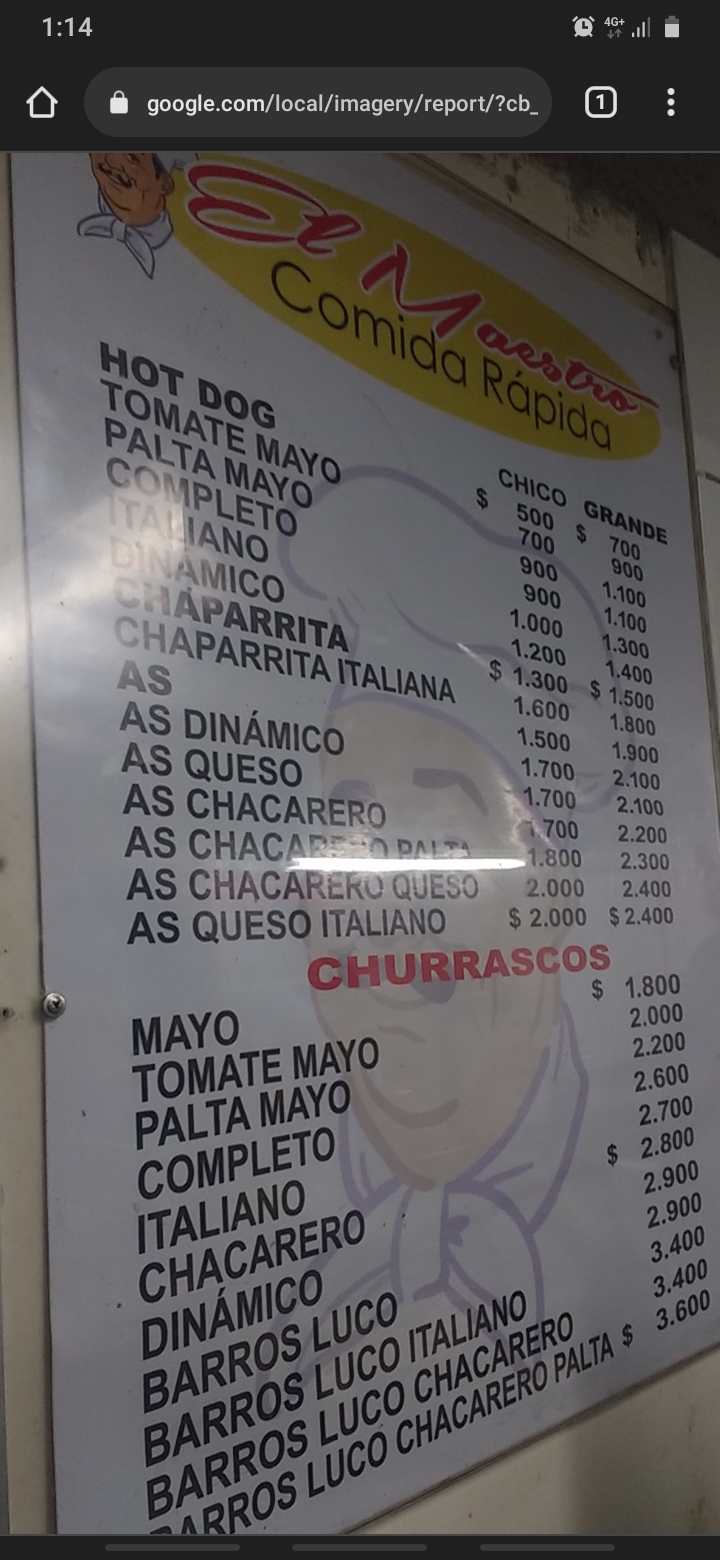 1:14
4G+
google.com/local/imagery/report/?cb_
1
El Maestro
Comida Rápida
CHICO GRANDE
HOT DOG $ 500 $ 700
TOMATE MAYO 700 900
PALTA MAYO 900 1.100
COMPLETO 900 1.100
ITALIANO 1.000 1.300
DINÁMICO 1.200 1.400
CHAPARRITA $ 1.300 $ 1.500
CHAPARRITA ITALIANA 1.600 1.800
AS 1.500 1.900
AS DINÁMICO 1.700 2.100
AS QUESO 1.700 2.100
AS CHACARERO 1.700 2.200
AS CHACARERO PALTA 1.800 2.300
AS CHACARERO QUESO 2.000 2.400
AS QUESO ITALIANO $ 2.000 $ 2.400
CHURRASCOS
MAYO $ 1.800
TOMATE MAYO 2.000
PALTA MAYO 2.200
COMPLETO 2.600
ITALIANO 2.700
CHACARERO $ 2.800
DINÁMICO 2.900
BARROS LUCO 2.900
BARROS LUCO ITALIANO 3.400
BARROS LUCO CHACARERO 3.400
BARROS LUCO CHACARERO PALTA $ 3.600